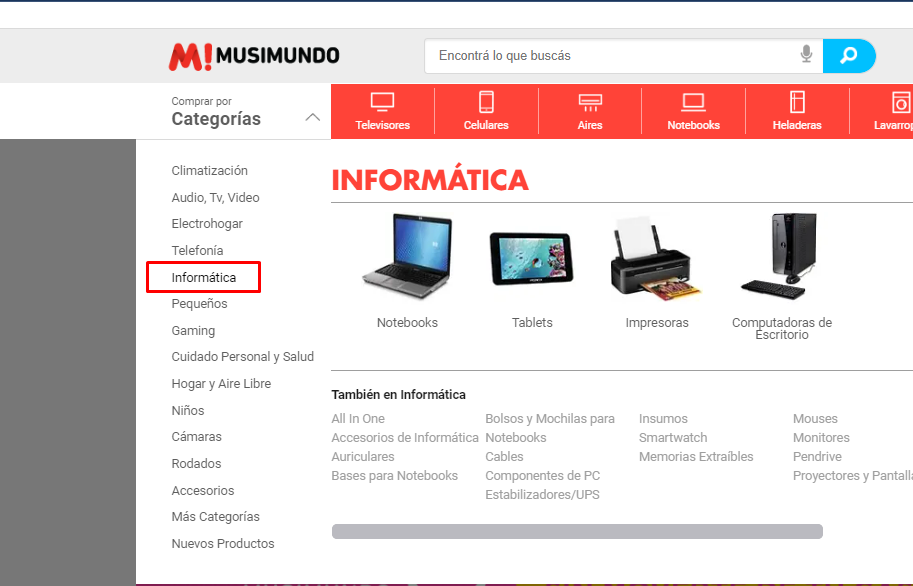 M! MUSIMUNDO
Encontrá lo que buscás
Comprar por
Categorías
Televisores
Celulares
Aires
Notebooks
Heladeras
Climatización
Audio, Tv, Video
Electrohogar
Telefonía
Informática
Pequeños
Gaming
Cuidado Personal y Salud
Hogar y Aire Libre
Niños
Cámaras
Rodados
Accesorios
Más Categorías
Nuevos Productos
INFORMÁTICA
Notebooks
Tablets
Impresoras
Computadoras de
Escritorio
También en Informática
All In One
Accesorios de Informática
Auriculares
Bases para Notebooks
Bolsos y Mochilas para
Notebooks
Cables
Componentes de PC
Estabilizadores/UPS
Insumos
Smartwatch
Memorias Extraíbles
Mouses
Monitores
Pendrive
Proyectores y